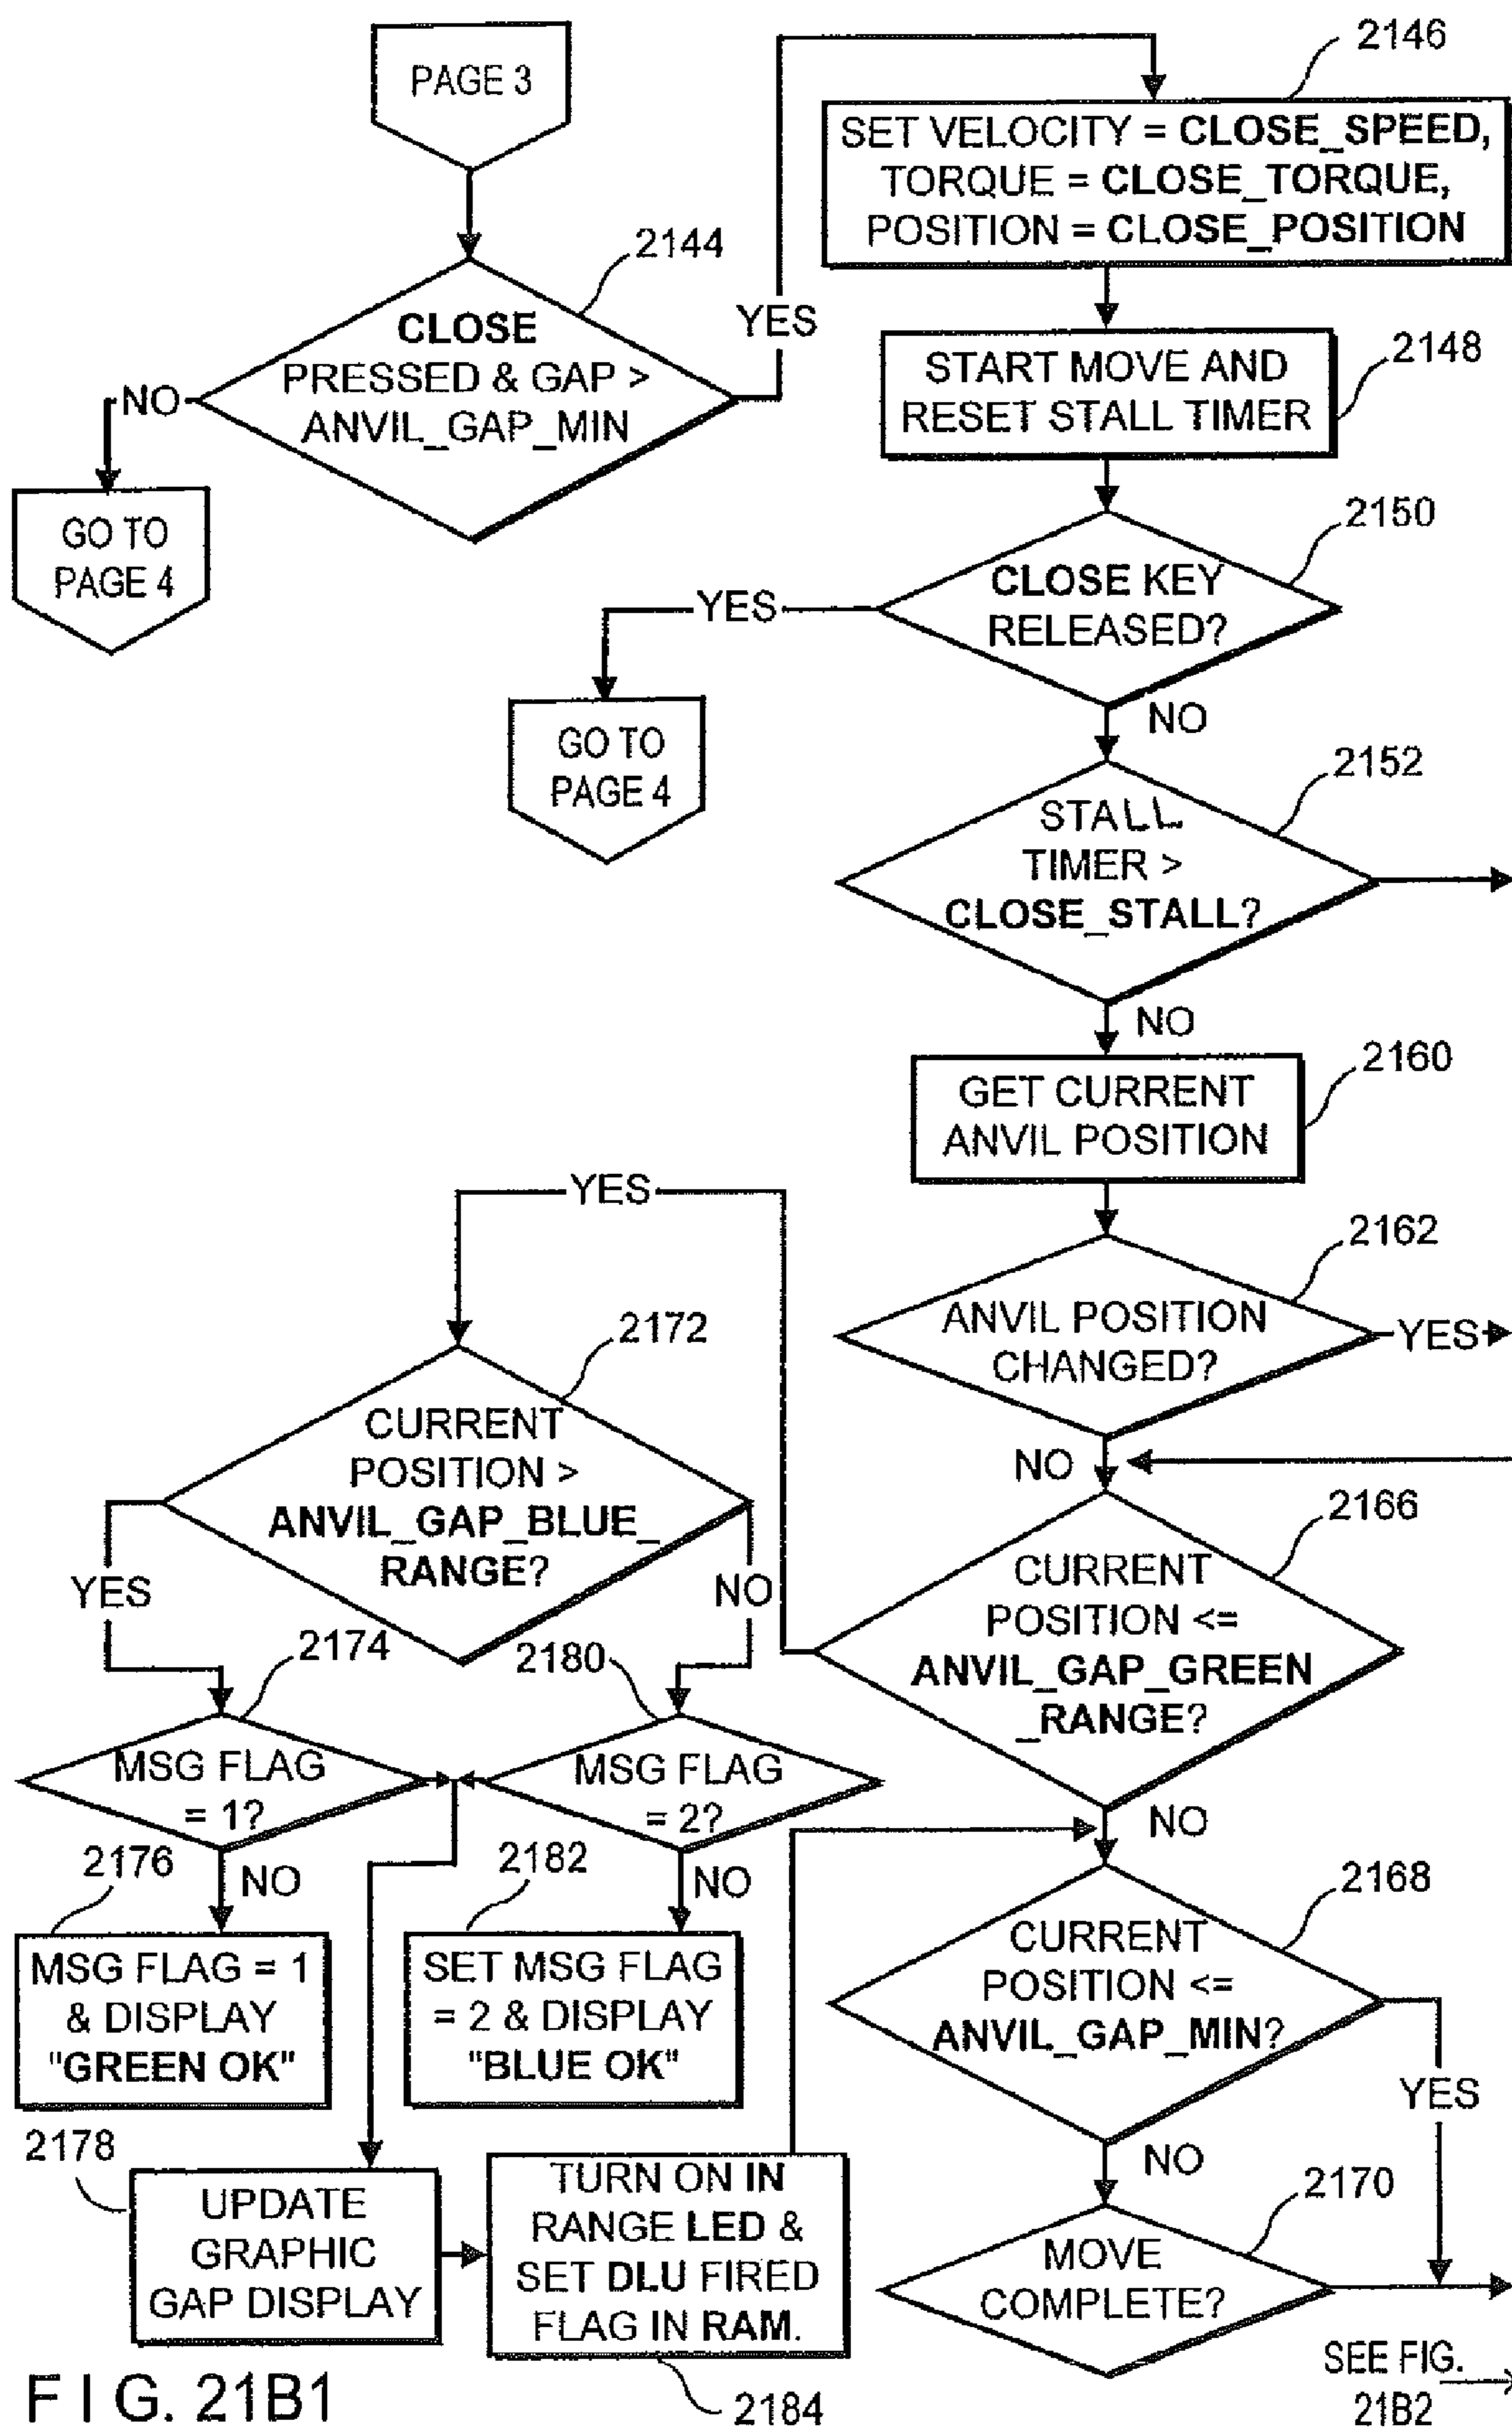 PAGE 3
2144
CLOSE
PRESSED & GAP >
ANVIL_GAP_MIN
YES
NO
GO TO
PAGE 4
2146
SET VELOCITY = CLOSE_SPEED,
TORQUE = CLOSE_TORQUE,
POSITION = CLOSE_POSITION
2148
START MOVE AND
RESET STALL TIMER
2150
CLOSE KEY
RELEASED?
YES
GO TO
PAGE 4
NO
2152
STALL
TIMER >
CLOSE_STALL?
NO
2160
GET CURRENT
ANVIL POSITION
2162
ANVIL POSITION
CHANGED?
YES
NO
2166
CURRENT
POSITION <=
ANVIL_GAP_GREEN
_RANGE?
YES
NO
2172
CURRENT
POSITION >
ANVIL_GAP_BLUE_
RANGE?
YES
NO
2174
MSG FLAG
= 1?
NO
2176
MSG FLAG = 1
& DISPLAY
"GREEN OK"
2180
MSG FLAG
= 2?
NO
2182
SET MSG FLAG
= 2 & DISPLAY
"BLUE OK"
2178
UPDATE
GRAPHIC
GAP DISPLAY
TURN ON IN
RANGE LED &
SET DLU FIRED
FLAG IN RAM.
2184
2168
CURRENT
POSITION <=
ANVIL_GAP_MIN?
YES
NO
2170
MOVE
COMPLETE?
SEE FIG.
21B2
FIG. 21B1